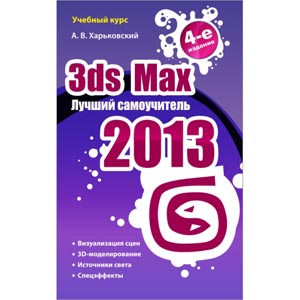 Учебный курс
А. В. Харьковский
4-е
издание
3ds Max
Лучший самоучитель
2013
• Визуализация сцен
• 3D-моделирование
• Источники света
• Спецэффекты